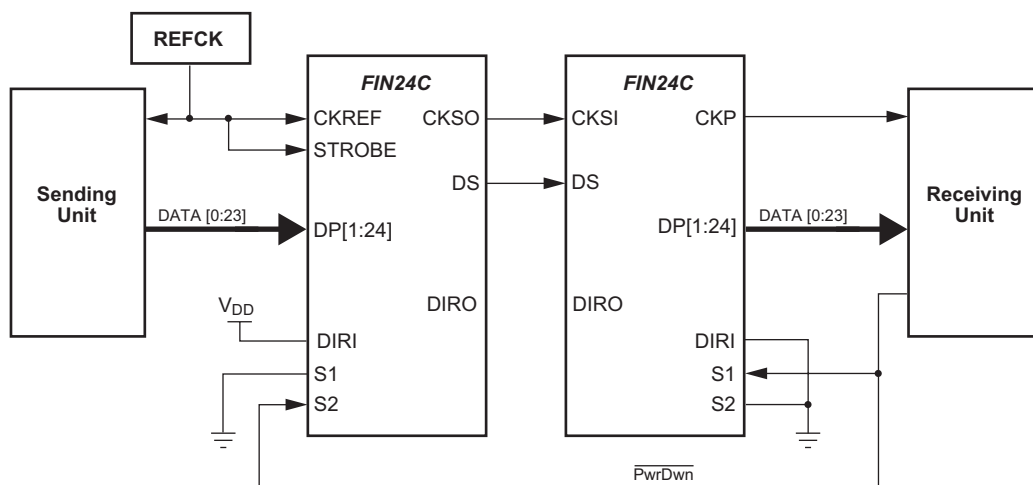 REFCK
FIN24C
FIN24C
CKREF
CKSO
CKSI
CKP
STROBE
Sending
Unit
DS
DS
Receiving
Unit
DATA [0:23]
DP[1:24]
DP[1:24]
DATA [0:23]
VDD
DIRO
DIRO
DIRI
DIRI
S1
S1
S2
S2
PwrDwn